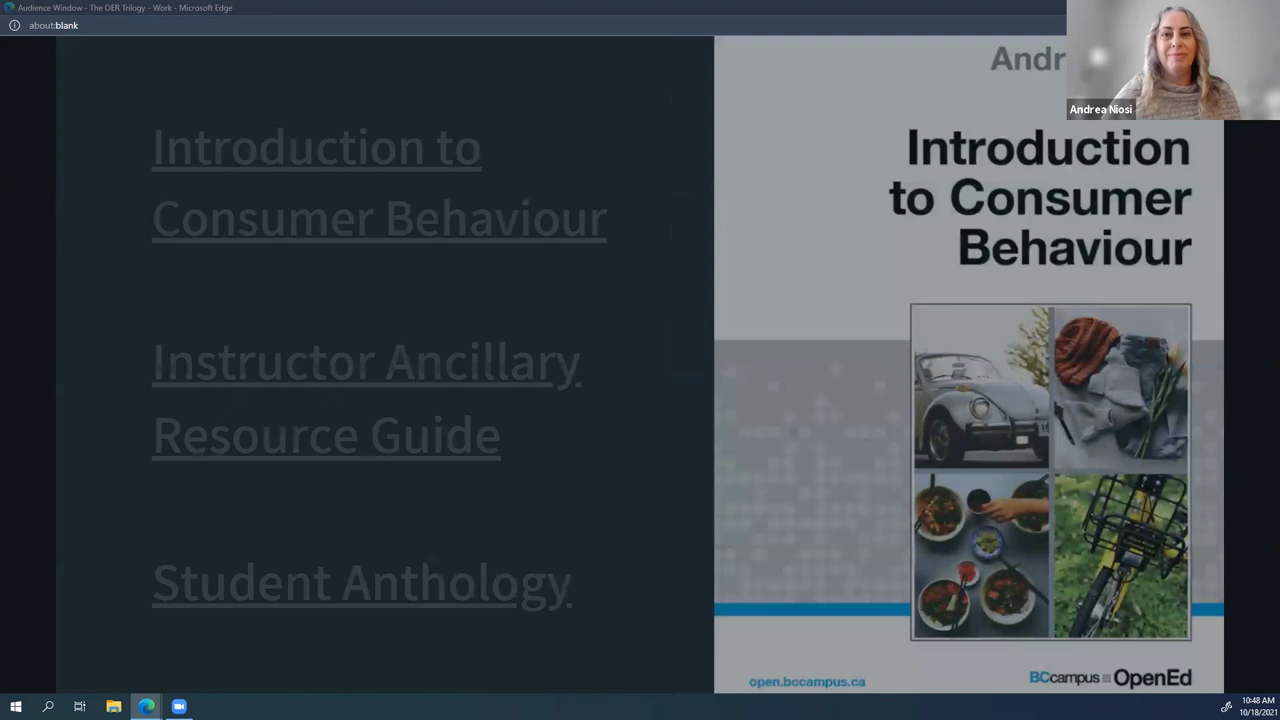 Audience Window - The OER Trilogy - Work - Microsoft Edge
about:blank
Introduction to
Consumer Behaviour
Instructor Ancillary
Resource Guide
Student Anthology
Andr
Andrea Niosi
Introduction
to Consumer
Behaviour
open.bccampus.ca
BCcampus OpenEd
10:48 AM
10/18/2021